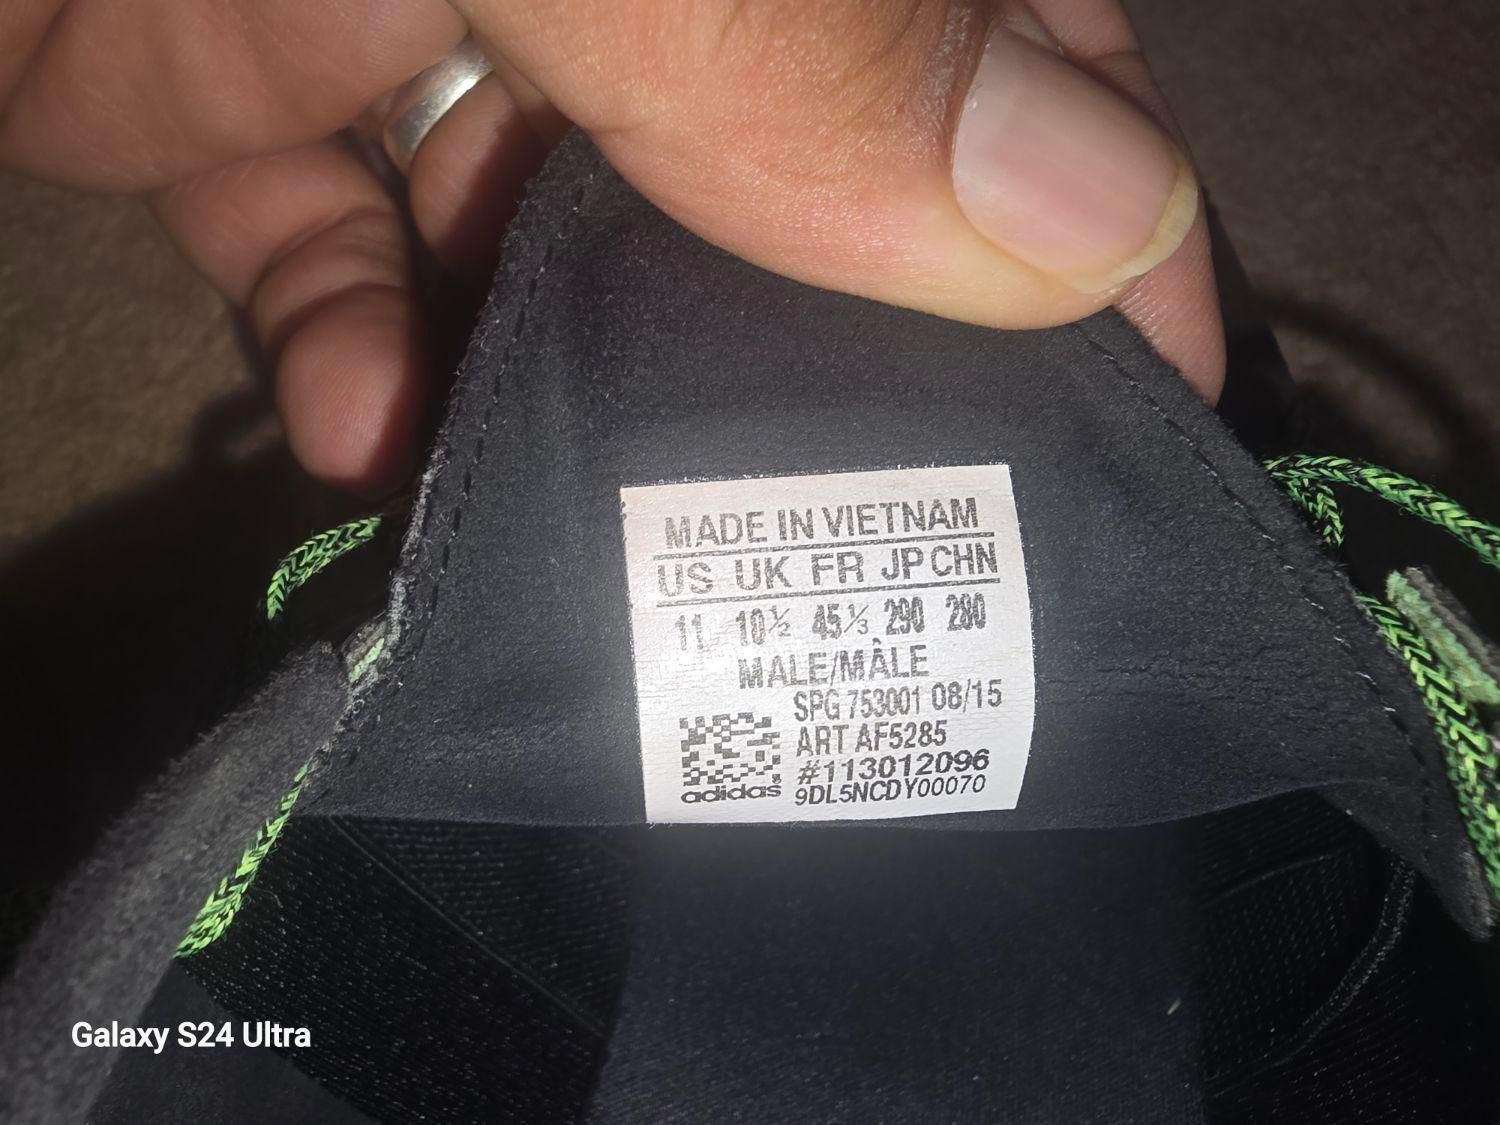 MADE IN VIETNAM
US UK FR JP CHN
11 10½ 45⅓ 290 280
MALE/MÂLE
SPG 753001 08/15
ART AF5285
#113012096
adidas 9DL5NCDY00070
Galaxy S24 Ultra